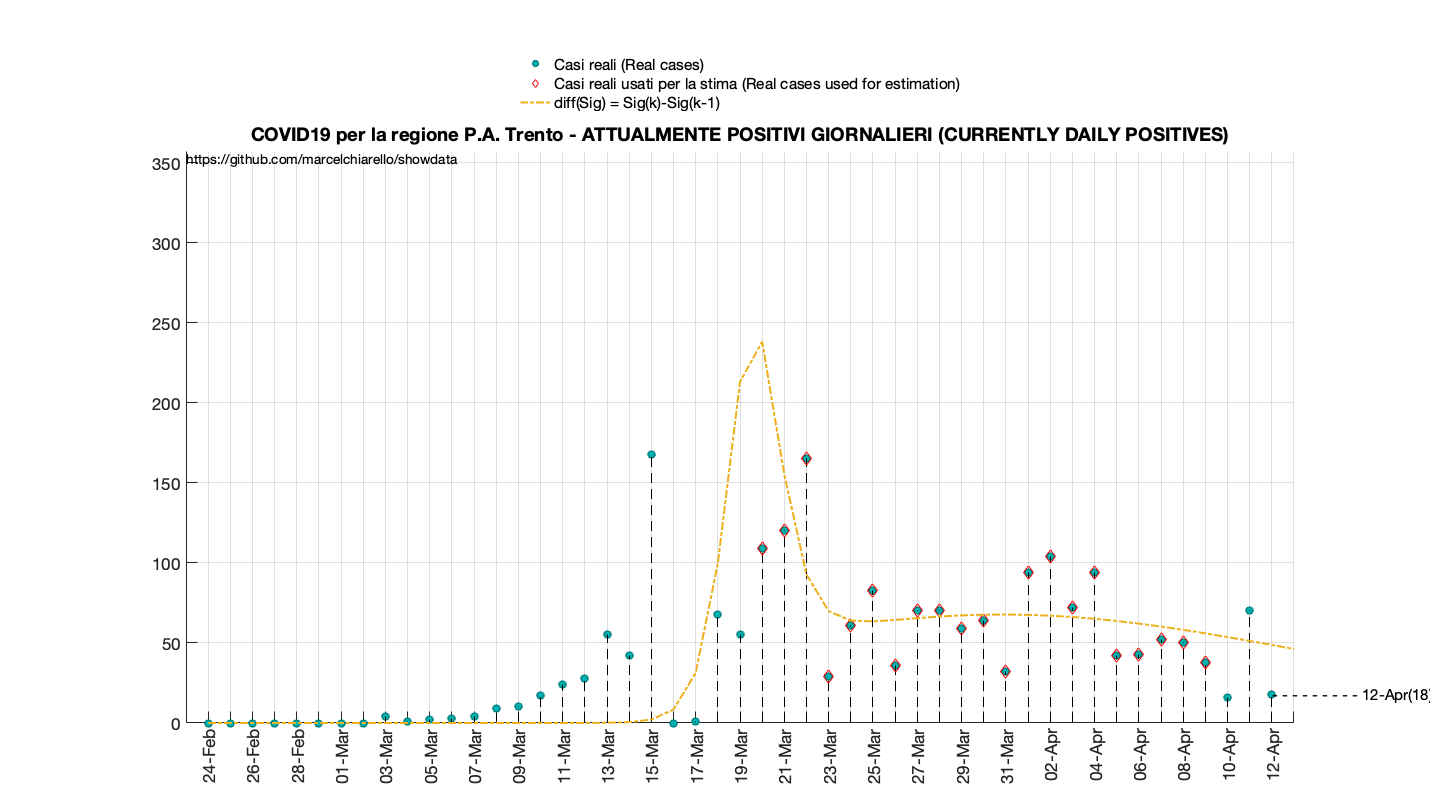 Casi reali (Real cases)
Casi reali usati per la stima (Real cases used for estimation)
diff(Sig) = Sig(k)-Sig(k-1)
COVID19 per la regione P.A. Trento - ATTUALMENTE POSITIVI GIORNALIERI (CURRENTLY DAILY POSITIVES)
https://github.com/marcelchiarello/showdata
350
300
250
200
150
100
50
0
12-Apr(18)
24-Feb
26-Feb
28-Feb
01-Mar
03-Mar
05-Mar
07-Mar
09-Mar
11-Mar
13-Mar
15-Mar
17-Mar
19-Mar
21-Mar
23-Mar
25-Mar
27-Mar
29-Mar
31-Mar
02-Apr
04-Apr
06-Apr
08-Apr
10-Apr
12-Apr